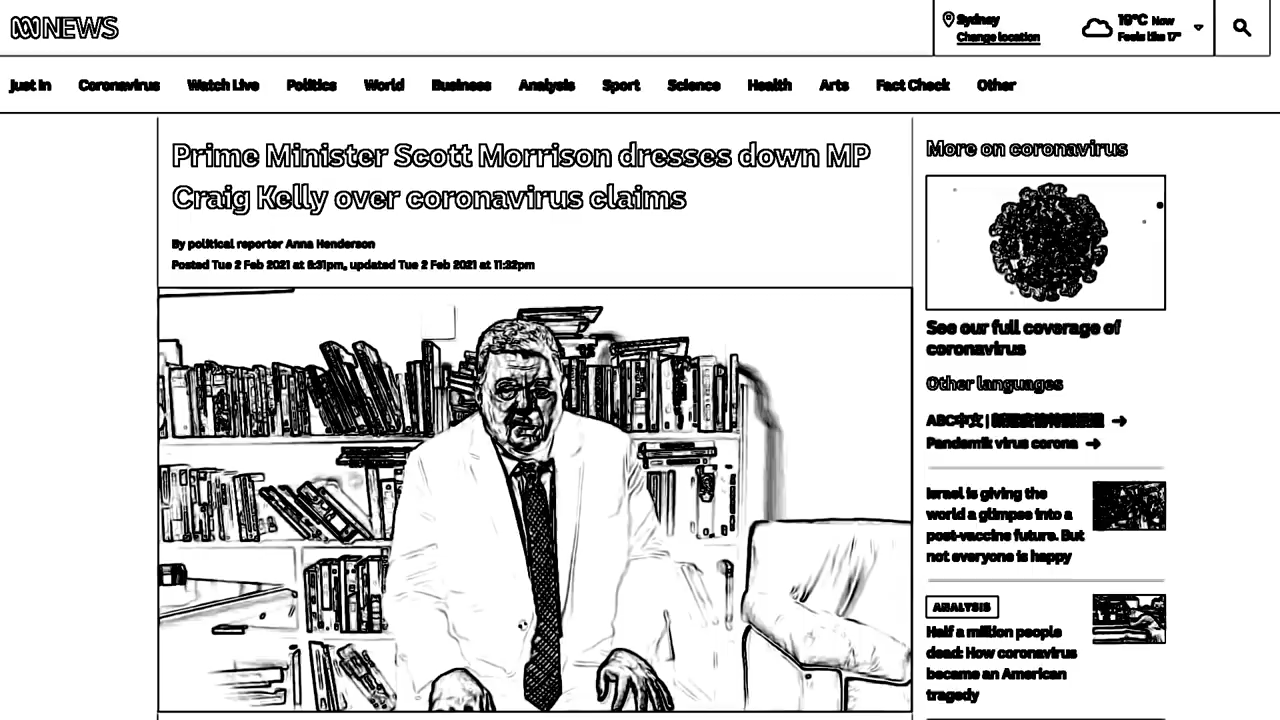 NEWS
Sydney
Change location
19°C Now
Feels like 17°
Just In Coronavirus Watch Live Politics World Business Analysis Sport Science Health Arts Fact Check Other
Prime Minister Scott Morrison dresses down MP
Craig Kelly over coronavirus claims
By political reporter Anna Henderson
Posted Tue 2 Feb 2021 at 8:31pm, updated Tue 2 Feb 2021 at 11:32pm
More on coronavirus
See our full coverage of
coronavirus
Other languages
ABC中文 | →
Pandemik virus corona →
Israel is giving the
world a glimpse into a
post-vaccine future. But
not everyone is happy
ANALYSIS
Half a million people
dead: How coronavirus
became an American
tragedy